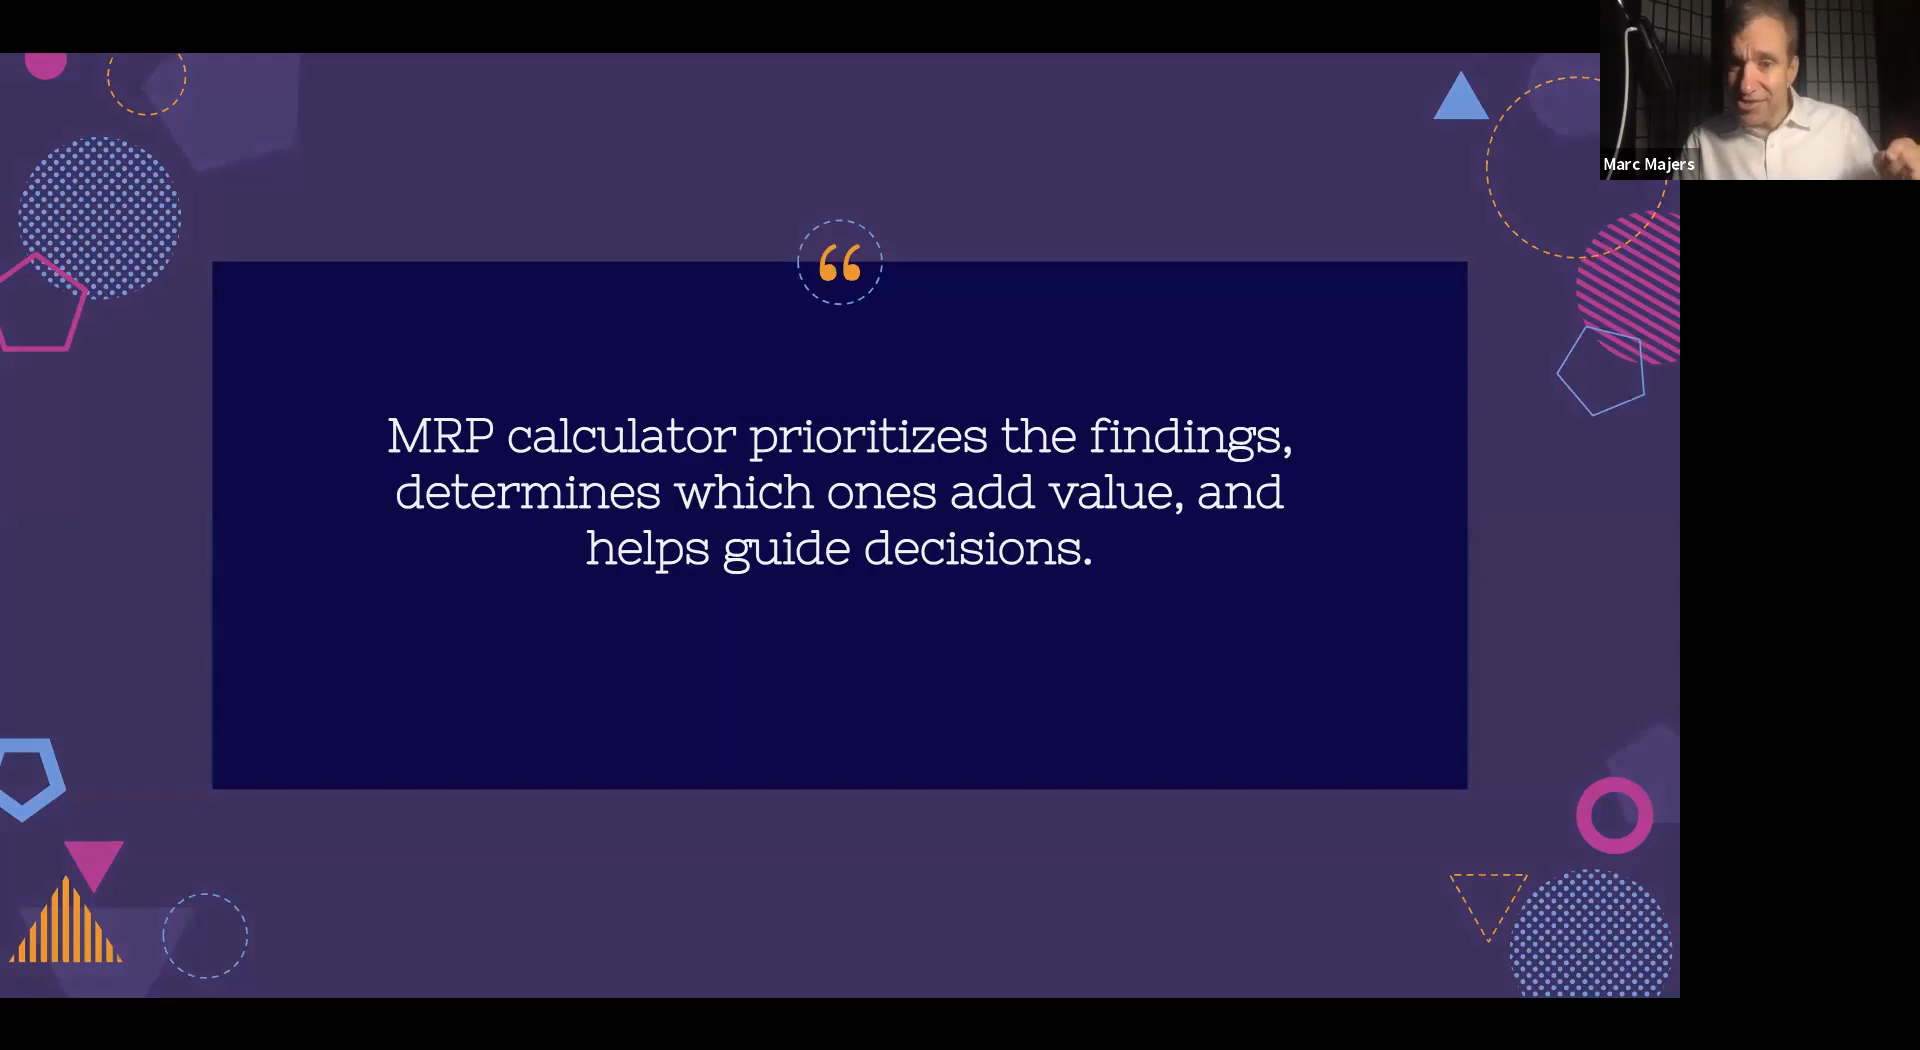 Marc Majers
“
MRP calculator prioritizes the findings,
determines which ones add value, and
helps guide decisions.